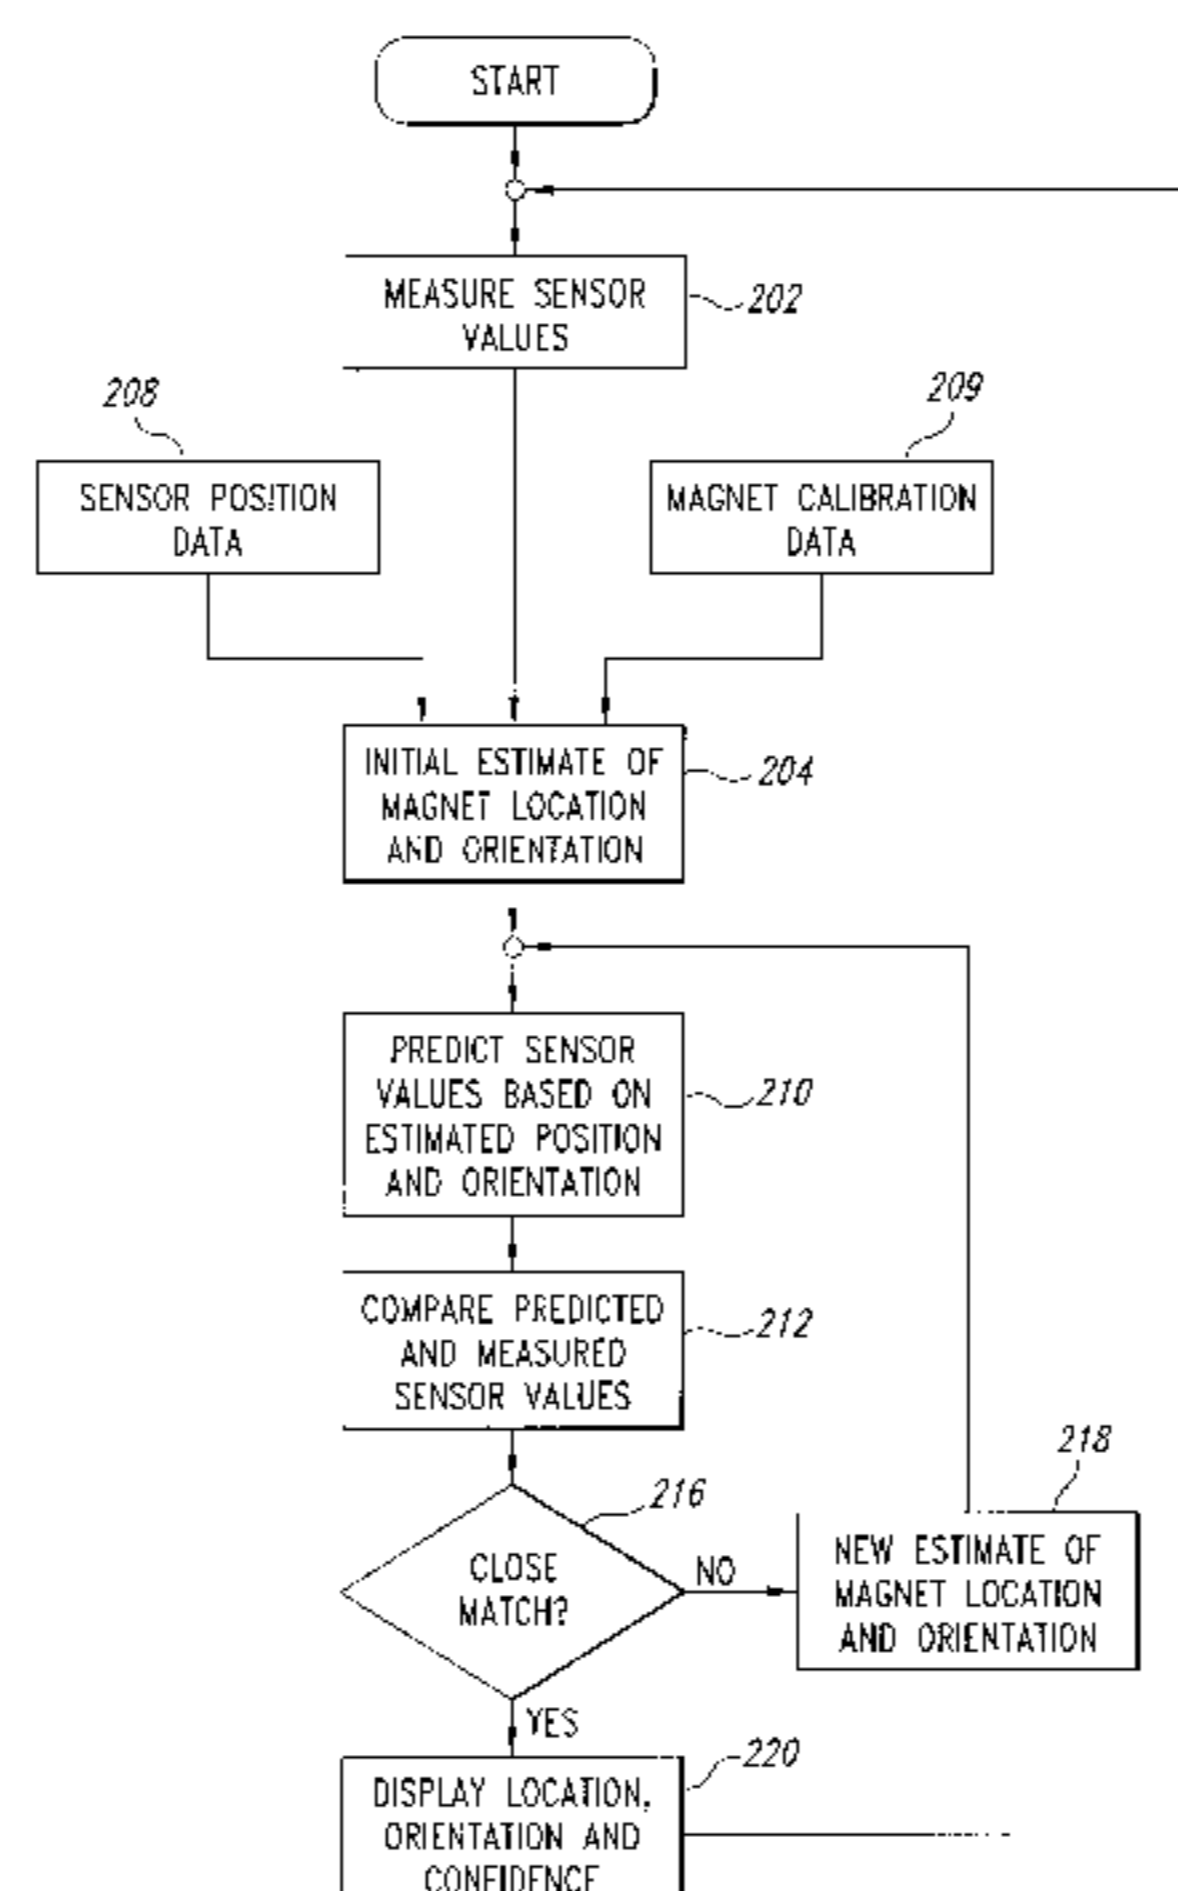 START
MEASURE SENSOR
VALUES
202
208
209
SENSOR POSITION
DATA
MAGNET CALIBRATION
DATA
INITIAL ESTIMATE OF
MAGNET LOCATION
AND ORIENTATION
204
PREDICT SENSOR
VALUES BASED ON
ESTIMATED POSITION
AND ORIENTATION
210
COMPARE PREDICTED
AND MEASURED
SENSOR VALUES
212
216
CLOSE
MATCH?
NO
218
NEW ESTIMATE OF
MAGNET LOCATION
AND ORIENTATION
YES
220
DISPLAY LOCATION,
ORIENTATION AND
CONFIDENCE